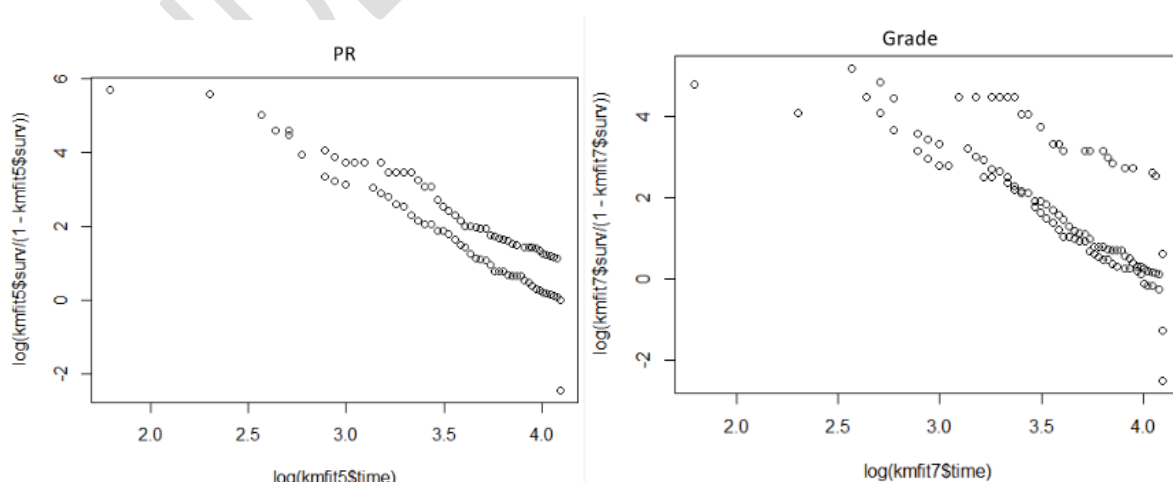 PR
log(kmfit5$surv/(1 - kmfit5$surv))
6
4
2
0
-2
2.0 2.5 3.0 3.5 4.0
log(kmfit5$time)
Grade
log(kmfit7$surv/(1 - kmfit7$surv))
4
2
0
-2
2.0 2.5 3.0 3.5 4.0
log(kmfit7$time)